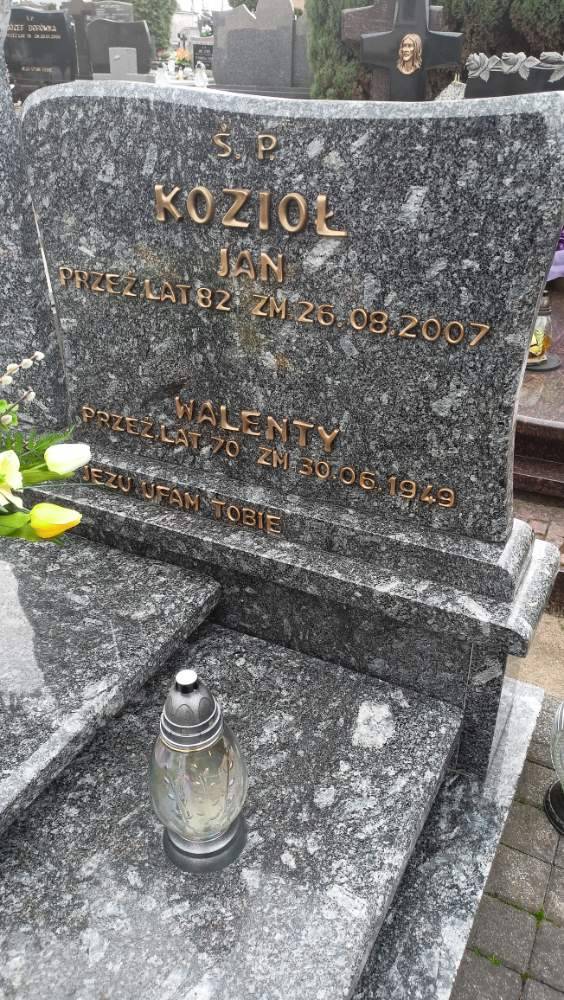 Ś. P.
KOZIOŁ
JAN
PRZEŻ. LAT 82 ZM. 26.08.2007
WALENTY
PRZEŻ. LAT 70 ZM 30.06.1949
JEZU UFAM TOBIE